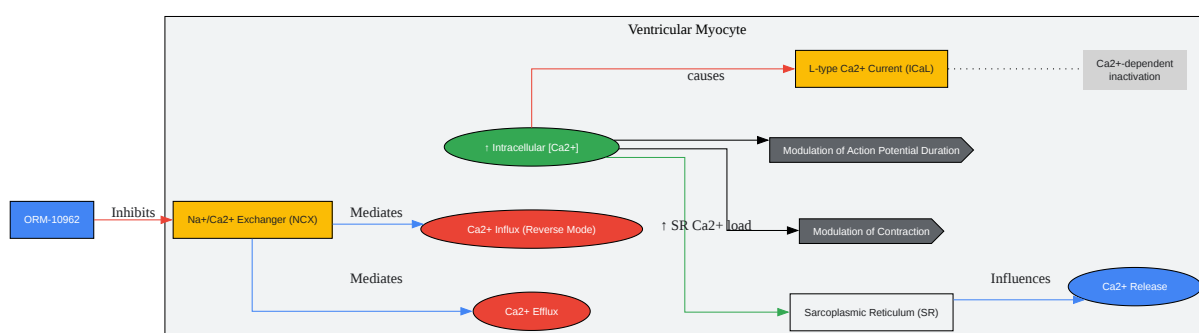 Ventricular Myocyte
L-type Ca2+ Current (ICaL)
Ca2+-dependent
inactivation
causes
↑ Intracellular [Ca2+]
Modulation of Action Potential Duration
ORM-10962
Inhibits
Na+/Ca2+ Exchanger (NCX)
Mediates
Ca2+ Influx (Reverse Mode)
↑ SR Ca2+ load
Modulation of Contraction
Mediates
Ca2+ Efflux
Sarcoplasmic Reticulum (SR)
Influences
Ca2+ Release